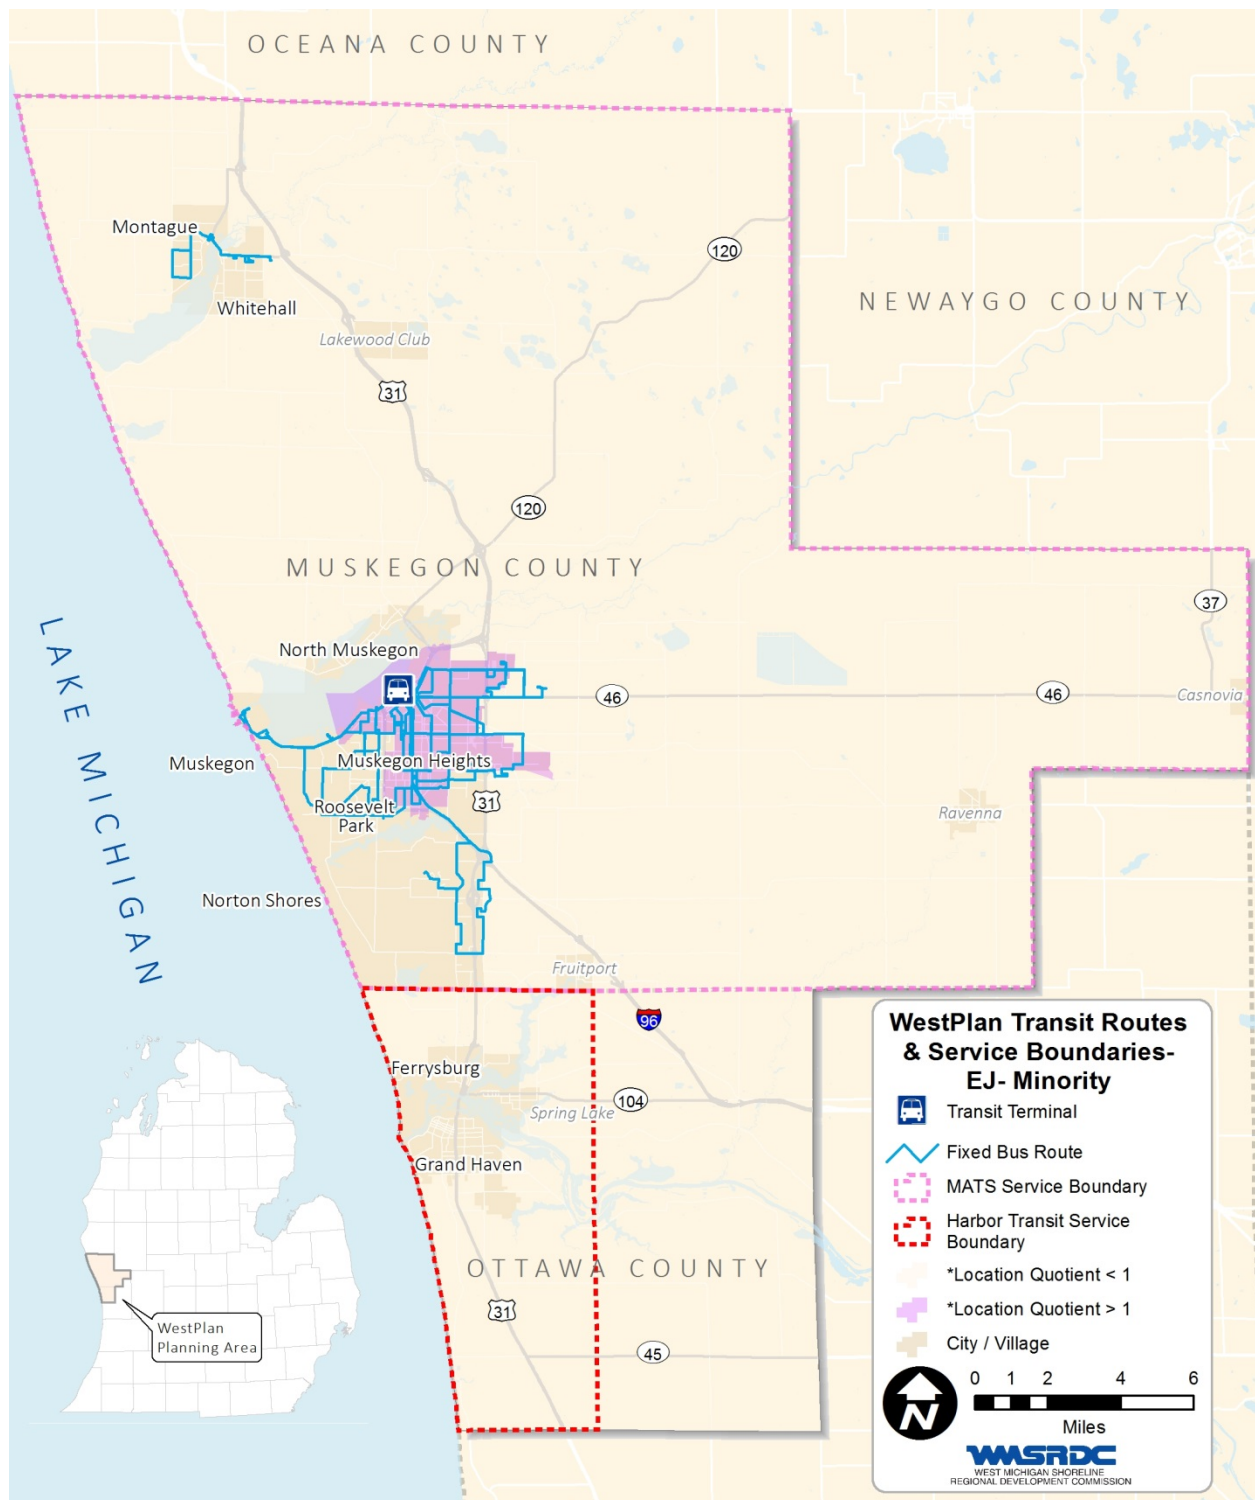 OCEANA COUNTY
Montague
120
NEWAYGO COUNTY
Whitehall
Lakewood Club
31
120
MUSKEGON COUNTY
37
LAKE MICHIGAN
North Muskegon
46
46
Casnovia
Muskegon
Muskegon Heights
31
Roosevelt
Park
Ravenna
Norton Shores
Fruitport
96
Ferrysburg
104
Spring Lake
Grand Haven
OTTAWA COUNTY
31
45
WestPlan
Planning Area
WestPlan Transit Routes
& Service Boundaries-
EJ- Minority
Transit Terminal
Fixed Bus Route
MATS Service Boundary
Harbor Transit Service
Boundary
*Location Quotient < 1
*Location Quotient > 1
City / Village
N
0 1 2 4 6
Miles
WMSRDC
WEST MICHIGAN SHORELINE
REGIONAL DEVELOPMENT COMMISSION